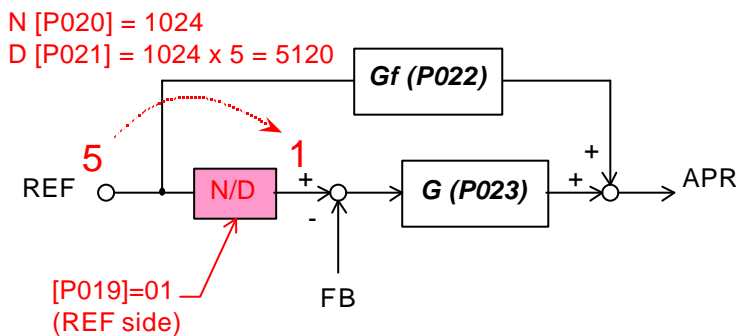 N [P020] = 1024
D [P021] = 1024 x 5 = 5120
Gf (P022)
5
1
+
REF
N/D
+
-
G (P023)
+
APR
[P019]=01
(REF side)
FB